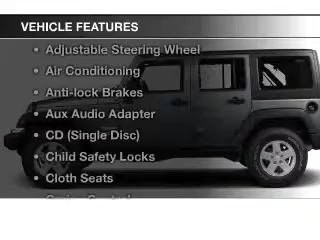 VEHICLE FEATURES
• Adjustable Steering Wheel
• Air Conditioning
• Anti-lock Brakes
• Aux Audio Adapter
• CD (Single Disc)
• Child Safety Locks
• Cloth Seats